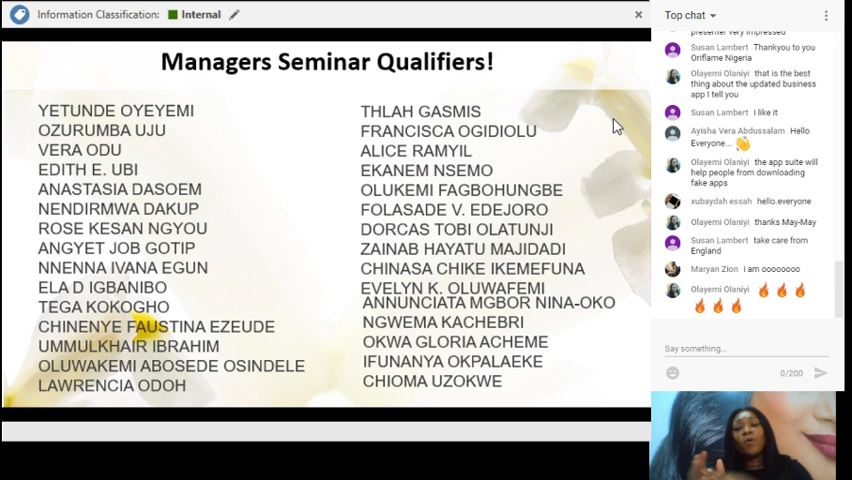 Information Classification: Internal
Managers Seminar Qualifiers!
YETUNDE OYEYEMI
OZURUMBA UJU
VERA ODU
EDITH E. UBI
ANASTASIA DASOEM
NENDIRMWA DAKUP
ROSE KESAN NGYOU
ANGYET JOB GOTIP
NNENNA IVANA EGUN
ELA D IGBANIBO
TEGA KOKOGHO
CHINENYE FAUSTINA EZEUDE
UMMULKHAIR IBRAHIM
OLUWAKEMI ABOSEDE OSINDELE
LAWRENCIA ODOH
THLAH GASMIS
FRANCISCA OGIDIOLU
ALICE RAMYIL
EKANEM NSEMO
OLUKEMI FAGBOHUNGBE
FOLASADE V. EDEJORO
DORCAS TOBI OLATUNJI
ZAINAB HAYATU MAJIDADI
CHINASA CHIKE IKEMEFUNA
EVELYN K. OLUWAFEMI
ANNUNCIATA MGBOR NINA-OKO
NGWEMA KACHEBRI
OKWA GLORIA ACHEME
IFUNANYA OKPALAEKE
CHIOMA UZOKWE
Top chat
presenter very impressed
Susan Lambert Thankyou to you
Oriflame Nigeria
Olayemi Olaniyi that is the best
thing about the updated business
app I tell you
Susan Lambert I like it
Ayisha Vera Abdussalam Hello
Everyone... 👋
Olayemi Olaniyi the app suite will
help people from downloading
fake apps
xubaydah essah hello.everyone
Olayemi Olaniyi thanks May-May
Susan Lambert take care from
England
Maryan Zion i am oooooooo
Olayemi Olaniyi 🔥 🔥 🔥
🔥 🔥 🔥
Say something...
0/200